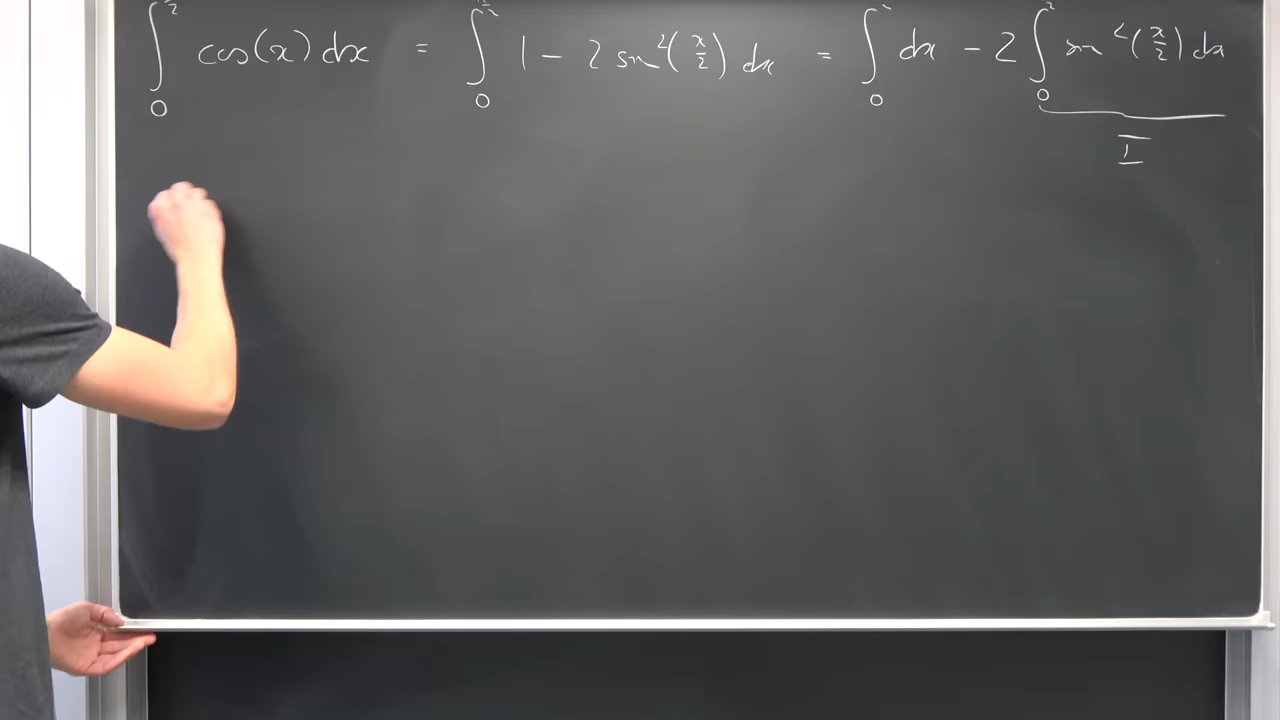 ∫₀ cos(x) dx = ∫₀ 1 − 2 sin²(x/2) dx = ∫₀ dx − 2 ∫₀ sin²(x/2) dx
I